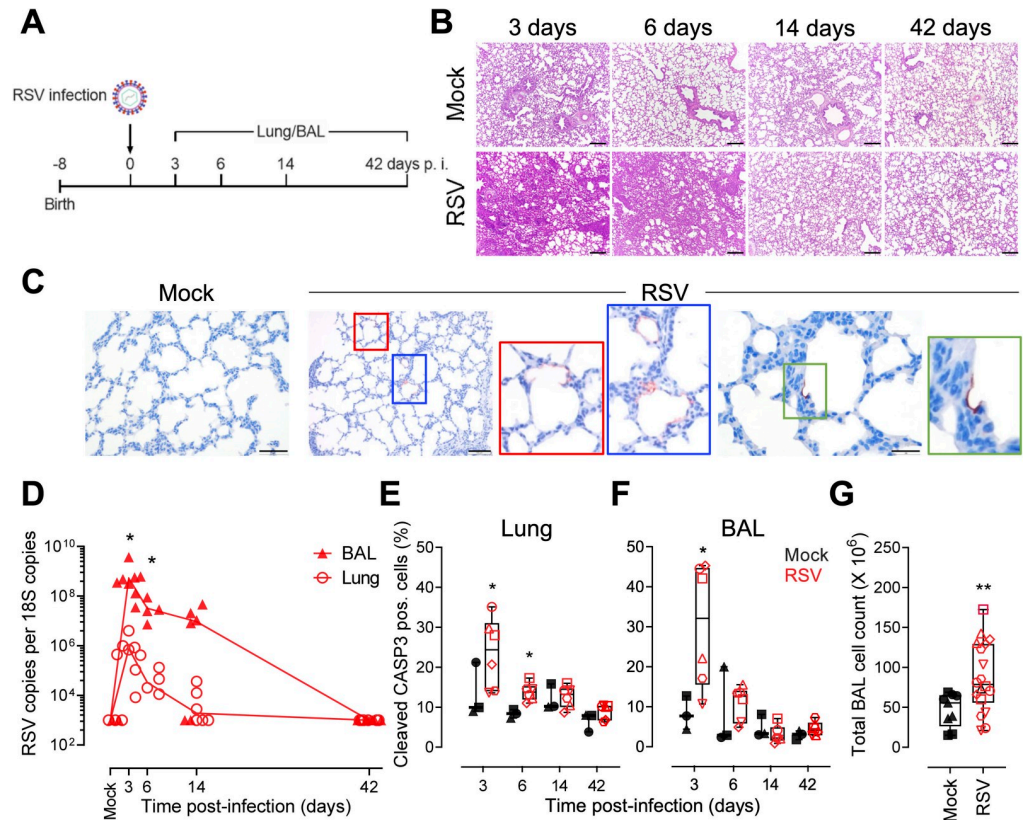 A
RSV infection
Lung/BAL
-8 0 3 6 14 42 days p. i.
Birth
B
3 days 6 days 14 days 42 days
Mock
RSV
C
Mock RSV
D
RSV copies per 18S copies
10^10
10^8
10^6
10^4
10^2
* *
BAL
Lung
Mock 3 6 14 42
Time post-infection (days)
E
Lung
Cleaved CASP3 pos. cells (%)
50
40
30
20
10
0
* *
3 6 14 42
F
BAL
50
40
30
20
10
0
*
Mock
RSV
3 6 14 42
Time post-infection (days)
G
Total BAL cell count (X 10^6)
250
200
150
100
50
0
**
Mock RSV